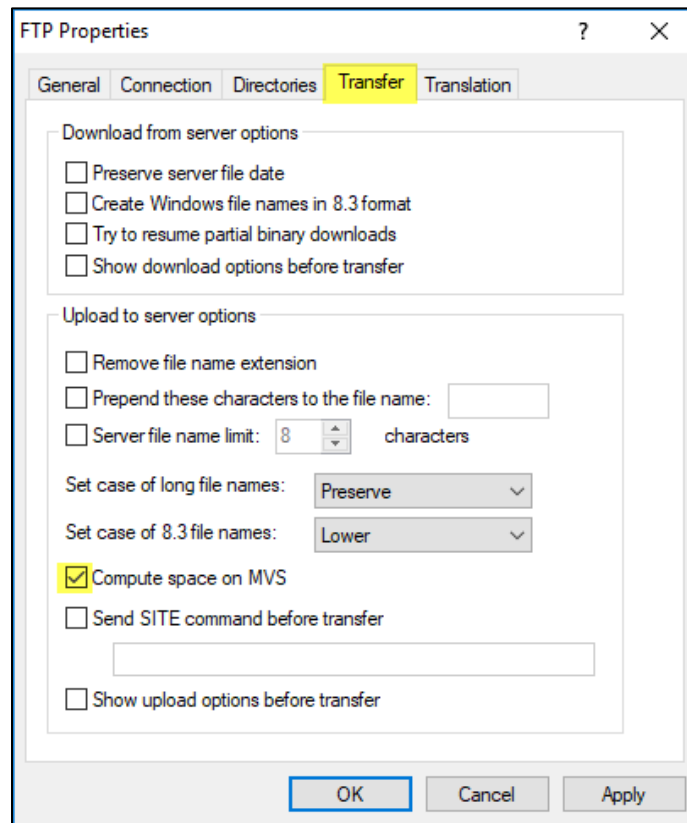 FTP Properties ?
General Connection Directories Transfer Translation
Download from server options
Preserve server file date
Create Windows file names in 8.3 format
Try to resume partial binary downloads
Show download options before transfer
Upload to server options
Remove file name extension
Prepend these characters to the file name:
Server file name limit: 8 characters
Set case of long file names: Preserve
Set case of 8.3 file names: Lower
Compute space on MVS
Send SITE command before transfer
Show upload options before transfer
OK Cancel Apply